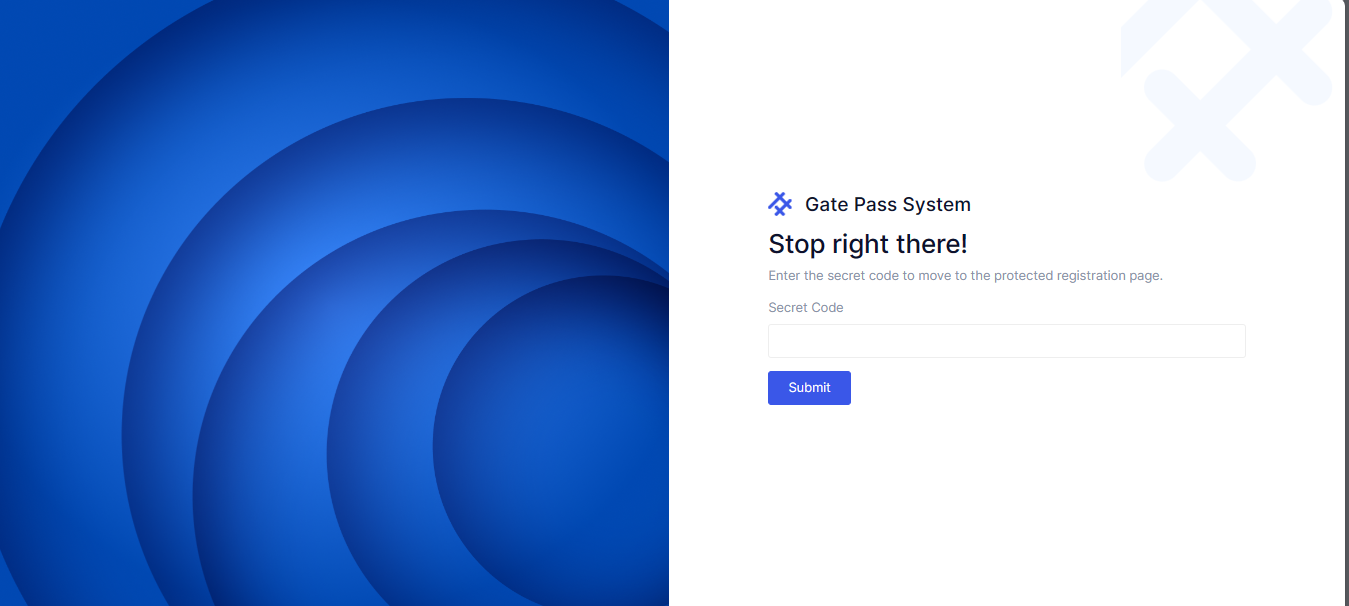 Gate Pass System
Stop right there!
Enter the secret code to move to the protected registration page.
Secret Code
Submit